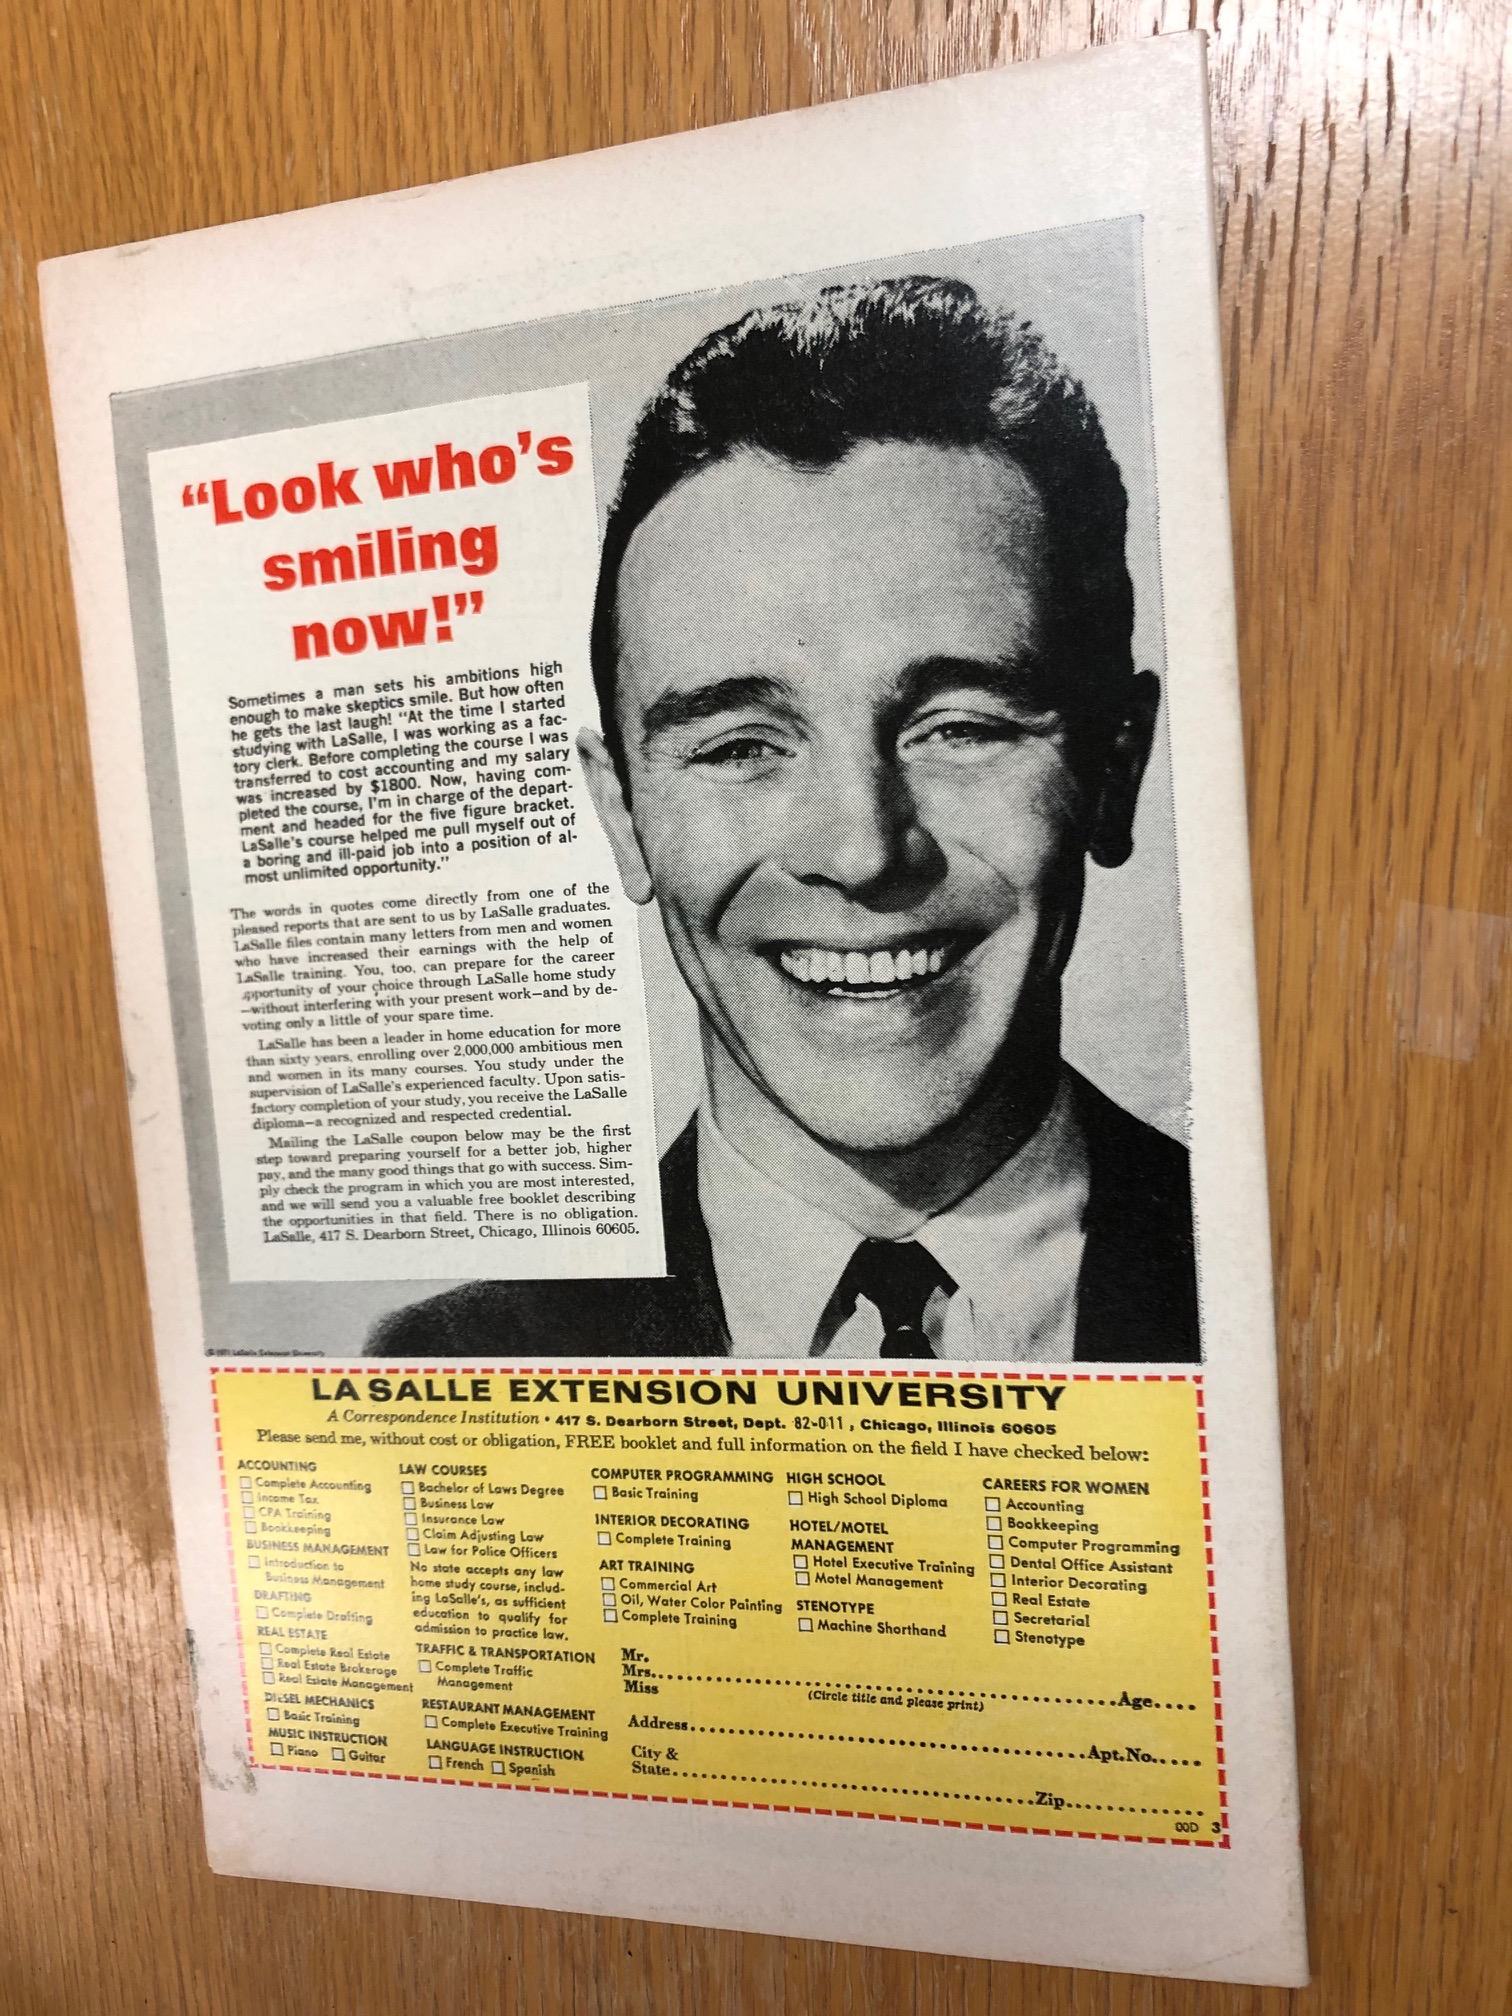 “Look who’s
smiling
now!”
Sometimes a man sets his ambitions high
enough to make skeptics smile. But how often
he gets the last laugh! “At the time I started
studying with LaSalle, I was working as a fac-
tory clerk. Before completing the course I was
transferred to cost accounting and my salary
was increased by $1800. Now, having com-
pleted the course, I’m in charge of the depart-
ment and headed for the five figure bracket.
LaSalle’s course helped me pull myself out of
a boring and ill-paid job into a position of al-
most unlimited opportunity.”
The words in quotes come directly from one of the
pleased reports that are sent to us by LaSalle graduates.
LaSalle files contain many letters from men and women
who have increased their earnings with the help of
LaSalle training. You, too, can prepare for the career
opportunity of your choice through LaSalle home study
—without interfering with your present work—and by de-
voting only a little of your spare time.
LaSalle has been a leader in home education for more
than sixty years, enrolling over 2,000,000 ambitious men
and women in its many courses. You study under the
supervision of LaSalle’s experienced faculty. Upon satis-
factory completion of your study, you receive the LaSalle
diploma—a recognized and respected credential.
Mailing the LaSalle coupon below may be the first
step toward preparing yourself for a better job, higher
pay, and the many good things that go with success. Sim-
ply check the program in which you are most interested,
and we will send you a valuable free booklet describing
the opportunities in that field. There is no obligation.
LaSalle, 417 S. Dearborn Street, Chicago, Illinois 60605.
© 1971 LaSalle Extension University
LA SALLE EXTENSION UNIVERSITY
A Correspondence Institution • 417 S. Dearborn Street, Dept. 82-011, Chicago, Illinois 60605
Please send me, without cost or obligation, FREE booklet and full information on the field I have checked below:
ACCOUNTING
Complete Accounting
Income Tax
CPA Training
Bookkeeping
BUSINESS MANAGEMENT
Introduction to
Business Management
DRAFTING
Complete Drafting
REAL ESTATE
Complete Real Estate
Real Estate Brokerage
Real Estate Management
DIESEL MECHANICS
Basic Training
MUSIC INSTRUCTION
Piano Guitar
LAW COURSES
Bachelor of Laws Degree
Business Law
Insurance Law
Claim Adjusting Law
Law for Police Officers
No state accepts any law
home study course, includ-
ing LaSalle’s, as sufficient
education to qualify for
admission to practice law.
TRAFFIC & TRANSPORTATION
Complete Traffic
Management
RESTAURANT MANAGEMENT
Complete Executive Training
LANGUAGE INSTRUCTION
French Spanish
COMPUTER PROGRAMMING
Basic Training
INTERIOR DECORATING
Complete Training
ART TRAINING
Commercial Art
Oil, Water Color Painting
Complete Training
HIGH SCHOOL
High School Diploma
HOTEL/MOTEL
MANAGEMENT
Hotel Executive Training
Motel Management
STENOTYPE
Machine Shorthand
CAREERS FOR WOMEN
Accounting
Bookkeeping
Computer Programming
Dental Office Assistant
Interior Decorating
Real Estate
Secretarial
Stenotype
Mr.
Mrs. Age
Miss (Circle title and please print)
Address Apt. No.
City &
State Zip
00D 3